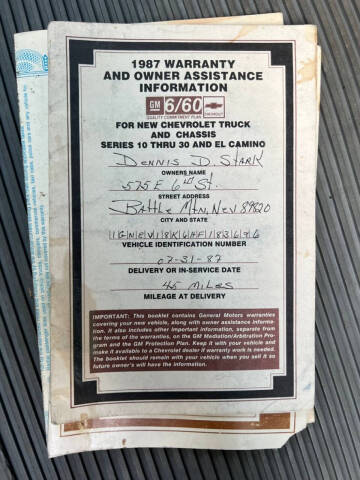 1987 WARRANTY
AND OWNER ASSISTANCE
INFORMATION
GM 6/60 CHEVROLET
QUALITY COMMITMENT PLAN
FOR NEW CHEVROLET TRUCK
AND CHASSIS
SERIES 10 THRU 30 AND EL CAMINO
Dennis D. Stark
OWNERS NAME
575 E 6th St.
STREET ADDRESS
Battle Mtn, Nev 89820
CITY AND STATE
1GNEV18K6HF183696
VEHICLE IDENTIFICATION NUMBER
07-31-87
DELIVERY OR IN-SERVICE DATE
45 Miles
MILEAGE AT DELIVERY
IMPORTANT: This booklet contains General Motors warranties
covering your new vehicle, along with owner assistance informa-
tion. It also includes other important information, separate from
the terms of the warranties, on the GM Mediation/Arbitration Pro-
gram and the GM Protection Plan. Keep it with your vehicle and
make it available to a Chevrolet dealer if warranty work is needed.
The booklet should remain with your vehicle when you sell it so
future owner's will have the information.